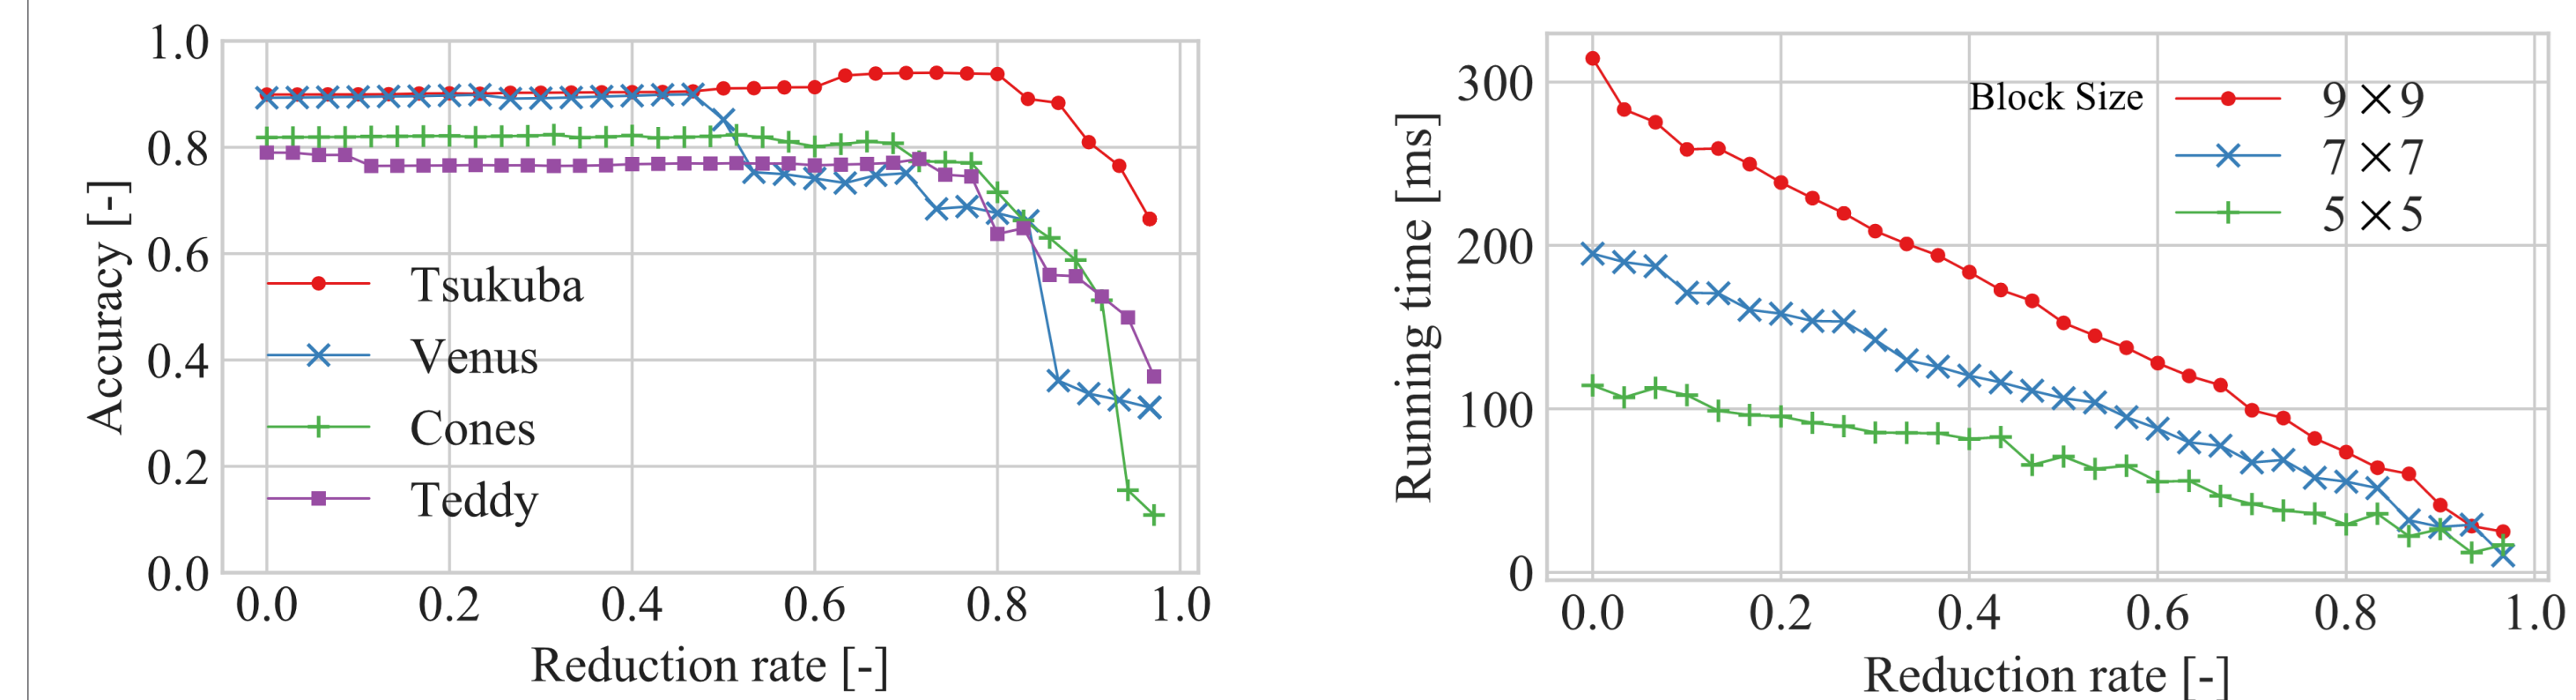 1.0
0.8
0.6
0.4
0.2
0.0
Accuracy [-]
Tsukuba
Venus
Cones
Teddy
0.0 0.2 0.4 0.6 0.8 1.0
Reduction rate [-]
300
200
100
0
Running time [ms]
Block Size 9×9
7×7
5×5
0.0 0.2 0.4 0.6 0.8 1.0
Reduction rate [-]